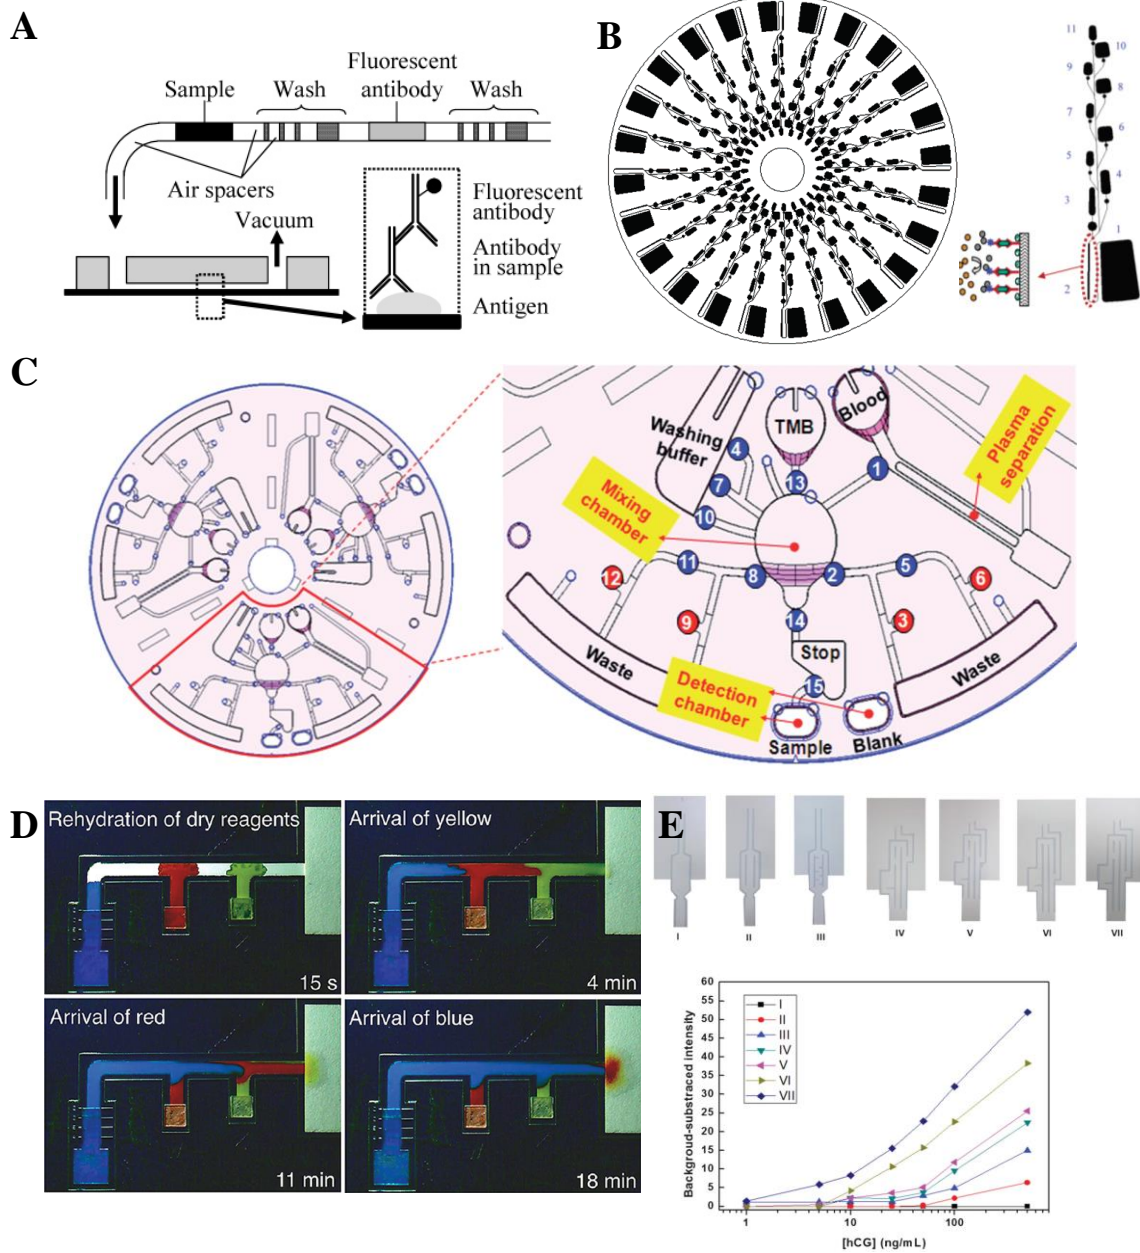 A
Sample
Wash
Fluorescent
antibody
Wash
Air spacers
Vacuum
Fluorescent
antibody
Antibody
in sample
Antigen
B
11
10
9
8
7
6
5
4
3
1
2
C
Washing
buffer
TMB
Blood
Plasma
separation
Mixing
chamber
4
7
10
13
1
11
8
2
5
12
6
9
3
14
Stop
15
Waste
Waste
Detection
chamber
Sample
Blank
D
Rehydration of dry reagents
15 s
Arrival of yellow
4 min
Arrival of red
11 min
Arrival of blue
18 min
E
I
II
III
IV
V
VI
VII
Backgroud-substraced intensity
60
55
50
45
40
35
30
25
20
15
10
5
0
I
II
III
IV
V
VI
VII
1
10
100
[hCG] (ng/mL)